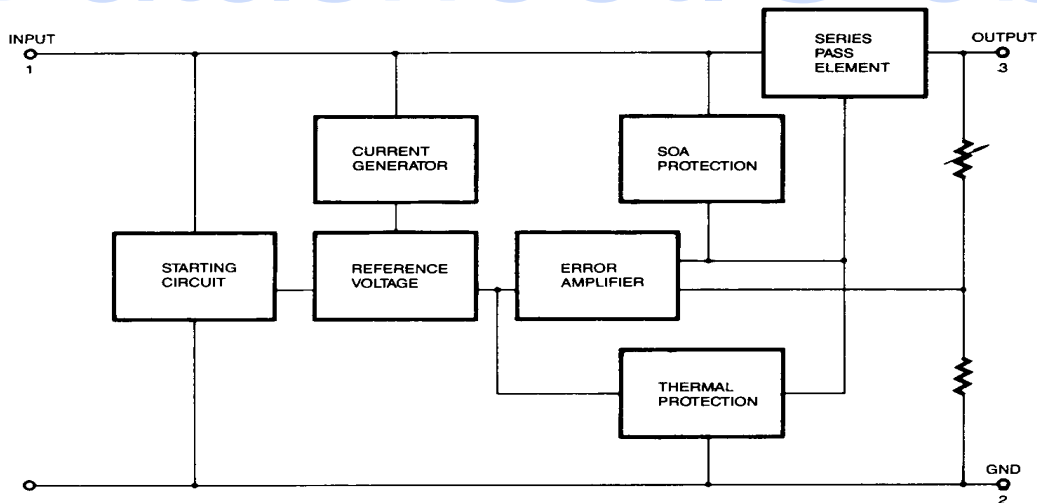 INPUT
1
SERIES
PASS
ELEMENT
OUTPUT
3
CURRENT
GENERATOR
SOA
PROTECTION
STARTING
CIRCUIT
REFERENCE
VOLTAGE
ERROR
AMPLIFIER
THERMAL
PROTECTION
GND
2